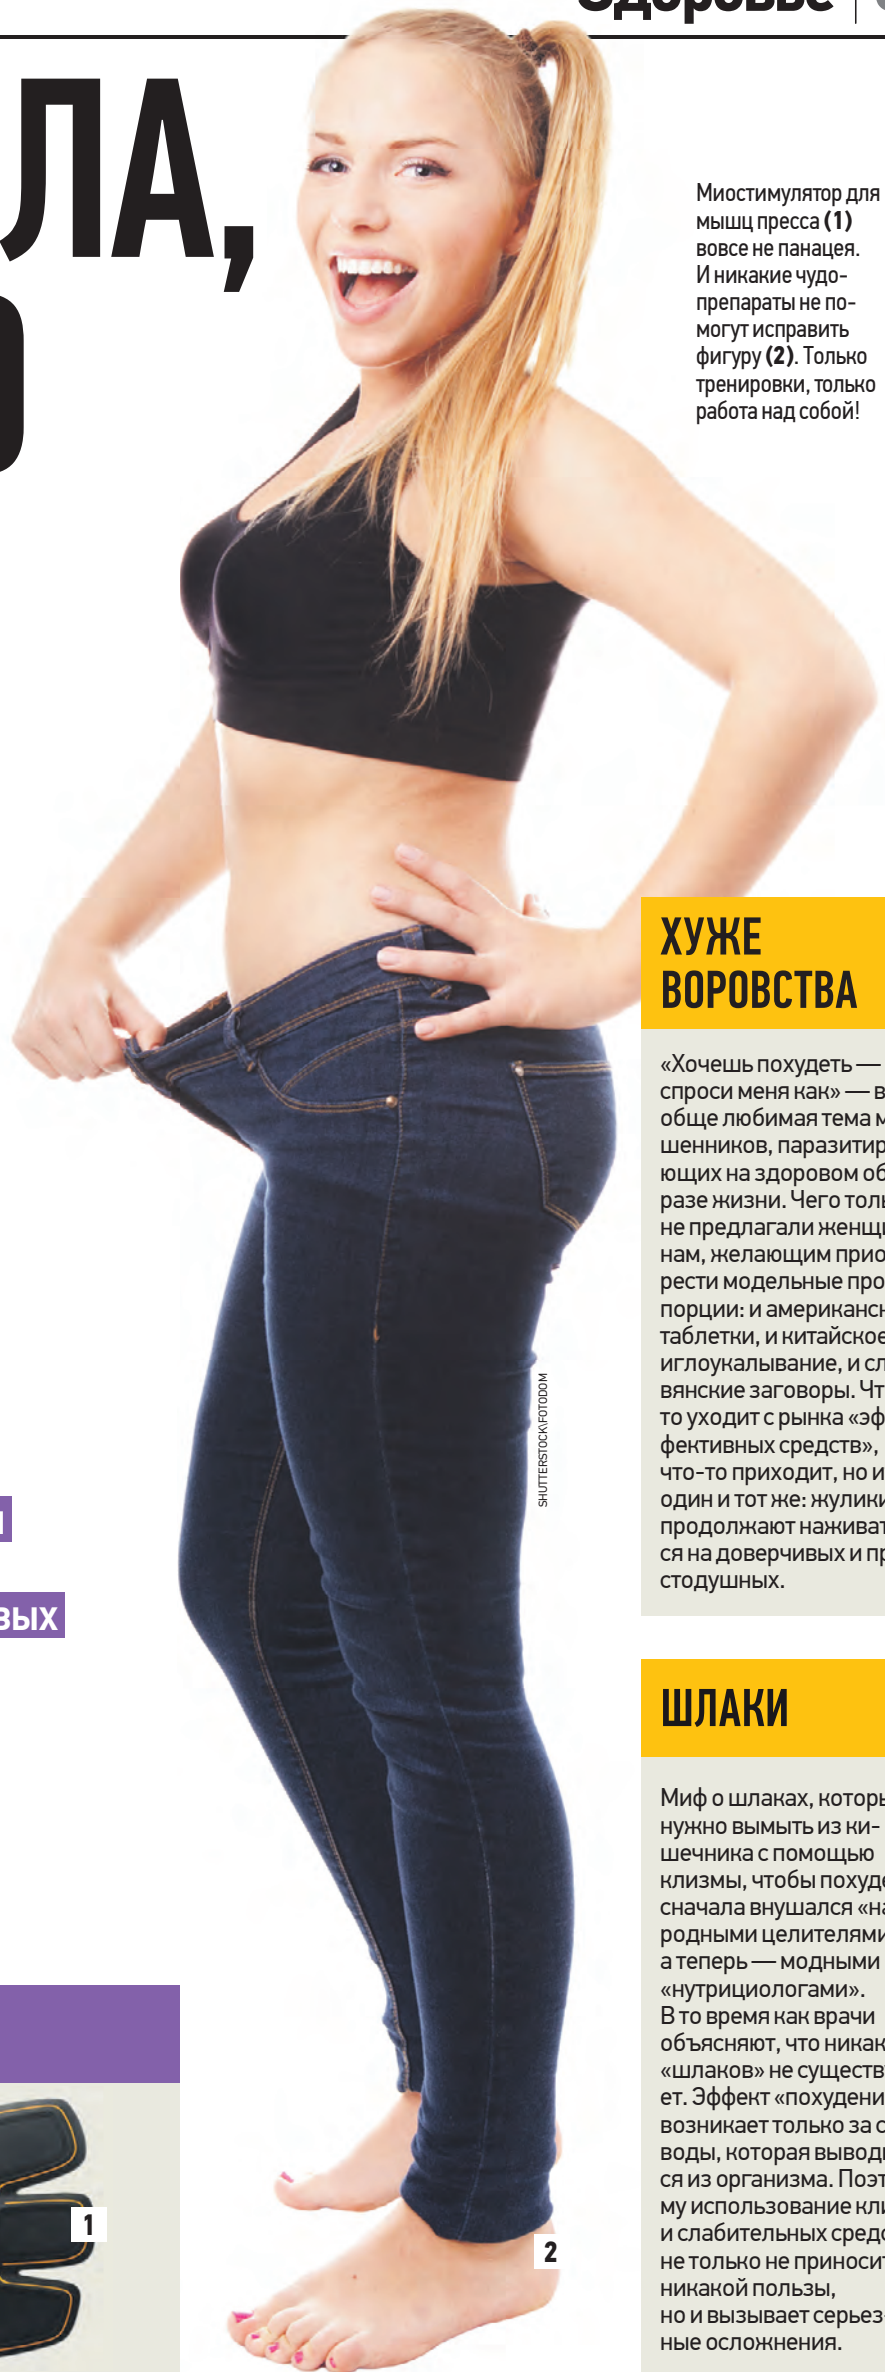 Здоровье
ЛА,
Миостимулятор для
мышц пресса (1)
вовсе не панацея.
И никакие чудо-
препараты не по-
могут исправить
фигуру (2). Только
тренировки, только
работа над собой!
ХУЖЕ
ВОРОВСТВА
«Хочешь похудеть —
спроси меня как» — в
обще любимая тема м
шенников, паразитир
ющих на здоровом об
разе жизни. Чего толь
не предлагали женщи
нам, желающим прио
рести модельные про
порции: и американск
таблетки, и китайское
иглоукалывание, и сл
вянские заговоры. Чт
то уходит с рынка «эф
фективных средств»,
что-то приходит, но и
один и тот же: жулики
продолжают наживат
ся на доверчивых и пр
стодушных.
SHUTTERSTOCK\FOTODOM
вых
ШЛАКИ
Миф о шлаках, которы
нужно вымыть из ки-
шечника с помощью
клизмы, чтобы похуде
сначала внушался «на
родными целителями
а теперь — модными
«нутрициологами».
В то время как врачи
объясняют, что никак
«шлаков» не существ
ет. Эффект «похудени
возникает только за с
воды, которая вывод
ся из организма. Поэт
му использование кли
и слабительных средс
не только не приносит
никакой пользы,
но и вызывает серьез-
ные осложнения.
1
2